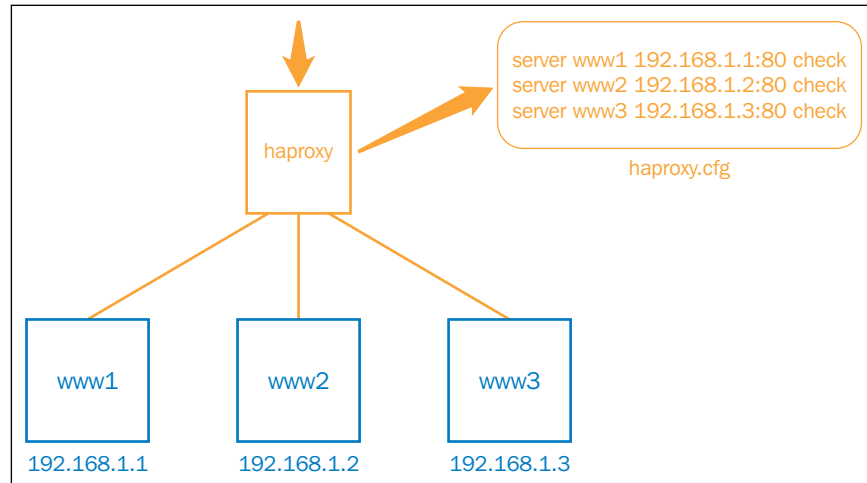 server www1 192.168.1.1:80 check
server www2 192.168.1.2:80 check
server www3 192.168.1.3:80 check
haproxy
haproxy.cfg
www1
www2
www3
192.168.1.1
192.168.1.2
192.168.1.3